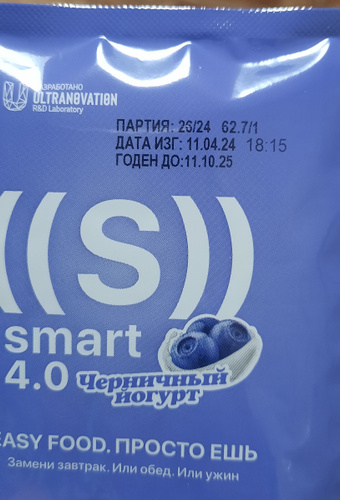 РАЗРАБОТАНО
ULTRANOVATION
R&D Laboratory
ПАРТИЯ: 26/24 62.7/1
ДАТА ИЗГ: 11.04.24 18:15
ГОДЕН ДО:11.10.25
((S))
smart
4.0 Черничный
йогурт
EASY FOOD. ПРОСТО ЕШЬ
Замени завтрак. Или обед. Или ужин